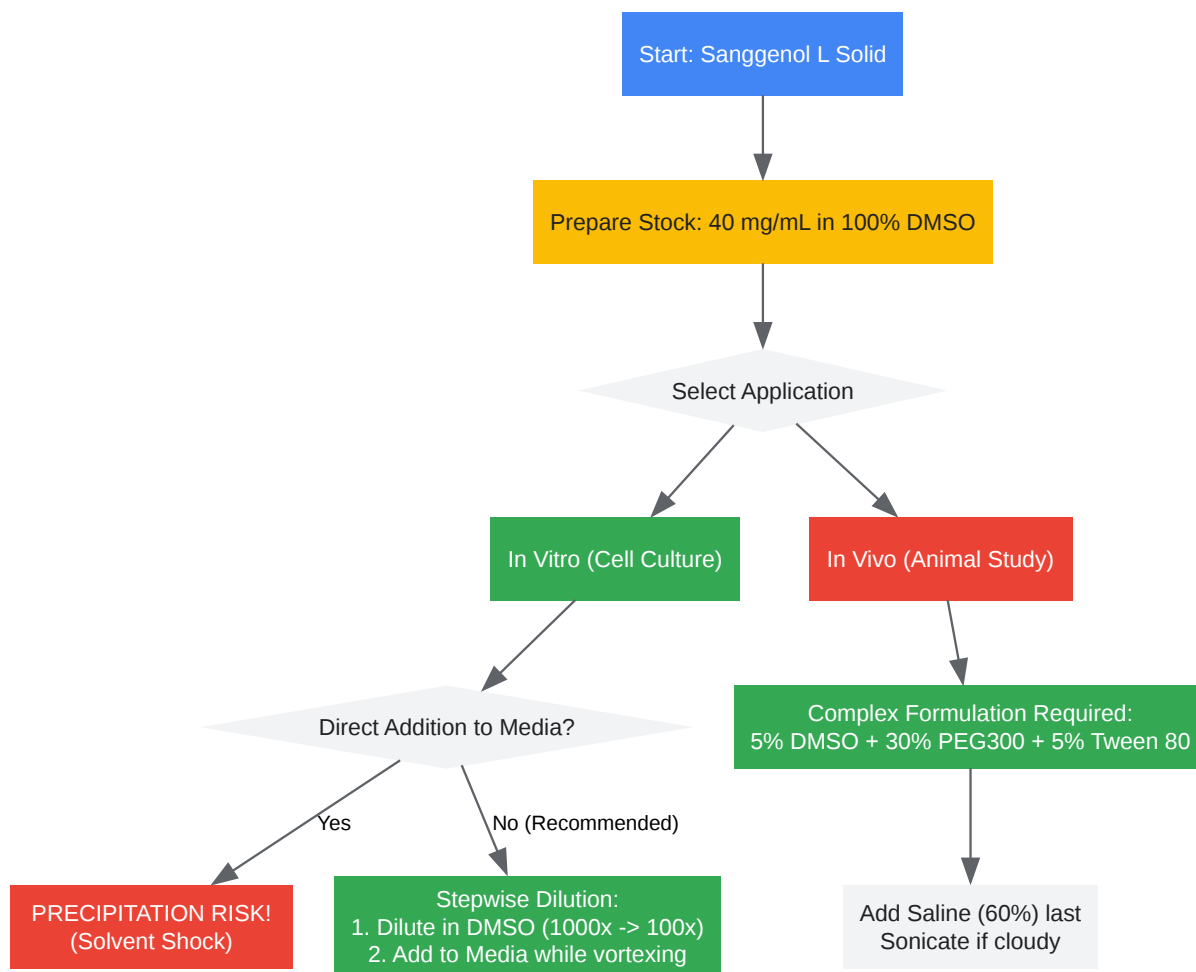 Start: Sanggenol L Solid
Prepare Stock: 40 mg/mL in 100% DMSO
Select Application
In Vitro (Cell Culture)
In Vivo (Animal Study)
Direct Addition to Media?
Complex Formulation Required:
5% DMSO + 30% PEG300 + 5% Tween 80
Yes
No (Recommended)
PRECIPITATION RISK!
(Solvent Shock)
Stepwise Dilution:
1. Dilute in DMSO (1000x -> 100x)
2. Add to Media while vortexing
Add Saline (60%) last
Sonicate if cloudy